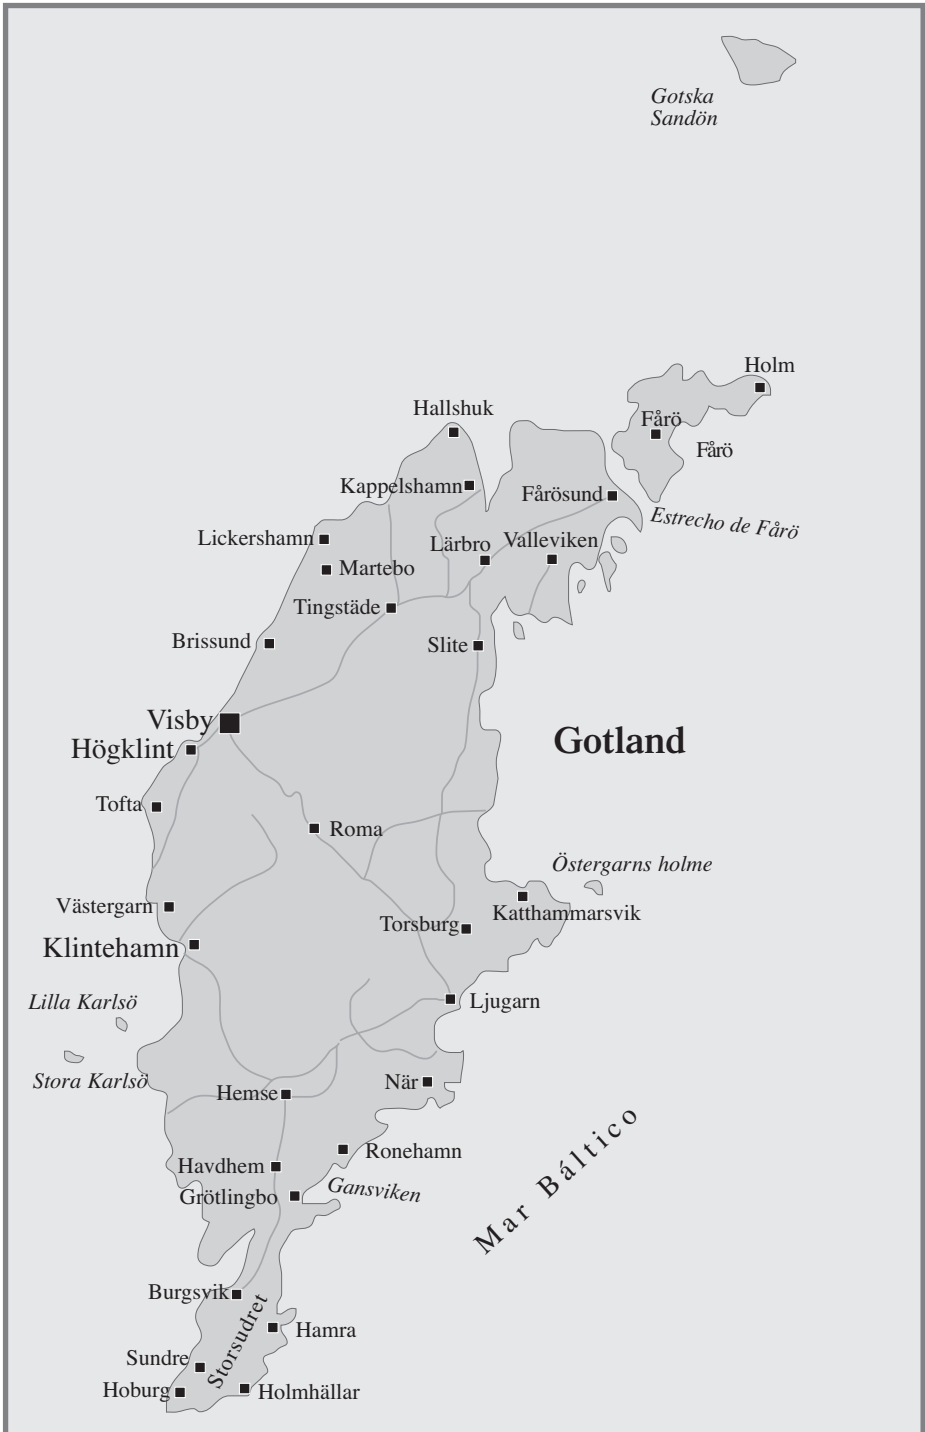 Gotska
Sandön
Holm
Hallshuk
Fårö
Fårö
Kappelshamn
Fårösund
Estrecho de Fårö
Lickershamn
Lärbro
Valleviken
Martebo
Tingstäde
Brissund
Slite
Visby
Gotland
Högklint
Tofta
Roma
Östergarns holme
Västergarn
Katthammarsvik
Torsburg
Klintehamn
Lilla Karlsö
Ljugarn
Stora Karlsö
När
Hemse
Mar Báltico
Ronehamn
Havdhem
Gansviken
Grötlingbo
Burgsvik
Storsudret
Hamra
Sundre
Hoburg
Holmhällar